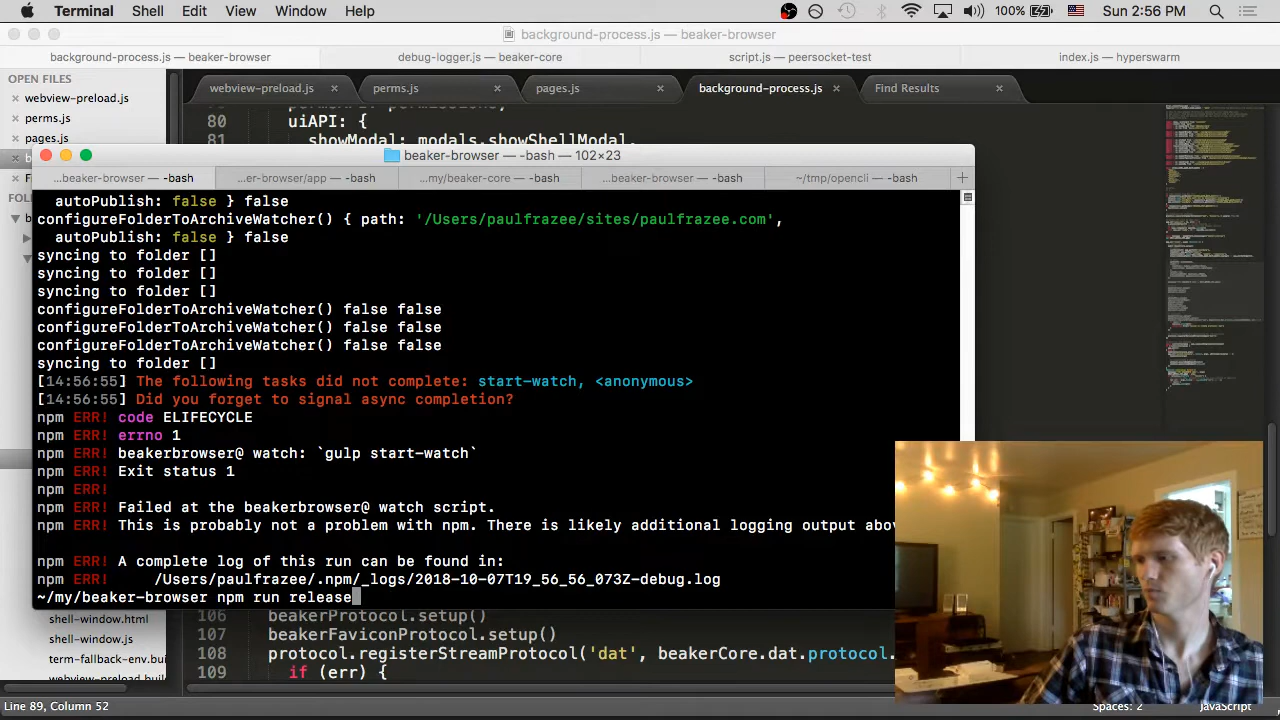 Terminal Shell Edit View Window Help 100% Sun 2:56 PM
background-process.js — beaker-browser
background-process.js — beaker-browser debug-logger.js — beaker-core script.js — peersocket-test index.js — hyperswarm
OPEN FILES
webview-preload.js
perms.js
pages.js
webview-preload.js perms.js pages.js background-process.js Find Results
80 uiAPI: {
81 showModal: modals.showShellModal,
beaker-browser — -bash — 102×23
...beaker-browser — -bash ...er-browser/app — -bash ...my/bea — -bash ...beaker-browser — -bash ~/tmp/opencli — -bash
autoPublish: false } false
configureFolderToArchiveWatcher() { path: '/Users/paulfrazee/sites/paulfrazee.com',
autoPublish: false } false
syncing to folder []
syncing to folder []
syncing to folder []
configureFolderToArchiveWatcher() false false
configureFolderToArchiveWatcher() false false
configureFolderToArchiveWatcher() false false
syncing to folder []
[14:56:55] The following tasks did not complete: start-watch, <anonymous>
[14:56:55] Did you forget to signal async completion?
npm ERR! code ELIFECYCLE
npm ERR! errno 1
npm ERR! beakerbrowser@ watch: `gulp start-watch`
npm ERR! Exit status 1
npm ERR!
npm ERR! Failed at the beakerbrowser@ watch script.
npm ERR! This is probably not a problem with npm. There is likely additional logging output abov
npm ERR! A complete log of this run can be found in:
npm ERR! /Users/paulfrazee/.npm/_logs/2018-10-07T19_56_56_073Z-debug.log
~/my/beaker-browser npm run release
shell-window.html
shell-window.js
term-fallback-env.bui
webview-preload.build
106 beakerProtocol.setup()
107 beakerFaviconProtocol.setup()
108 protocol.registerStreamProtocol('dat', beakerCore.dat.protocol.
109 if (err) {
Line 89, Column 52 Spaces: 2 JavaScript